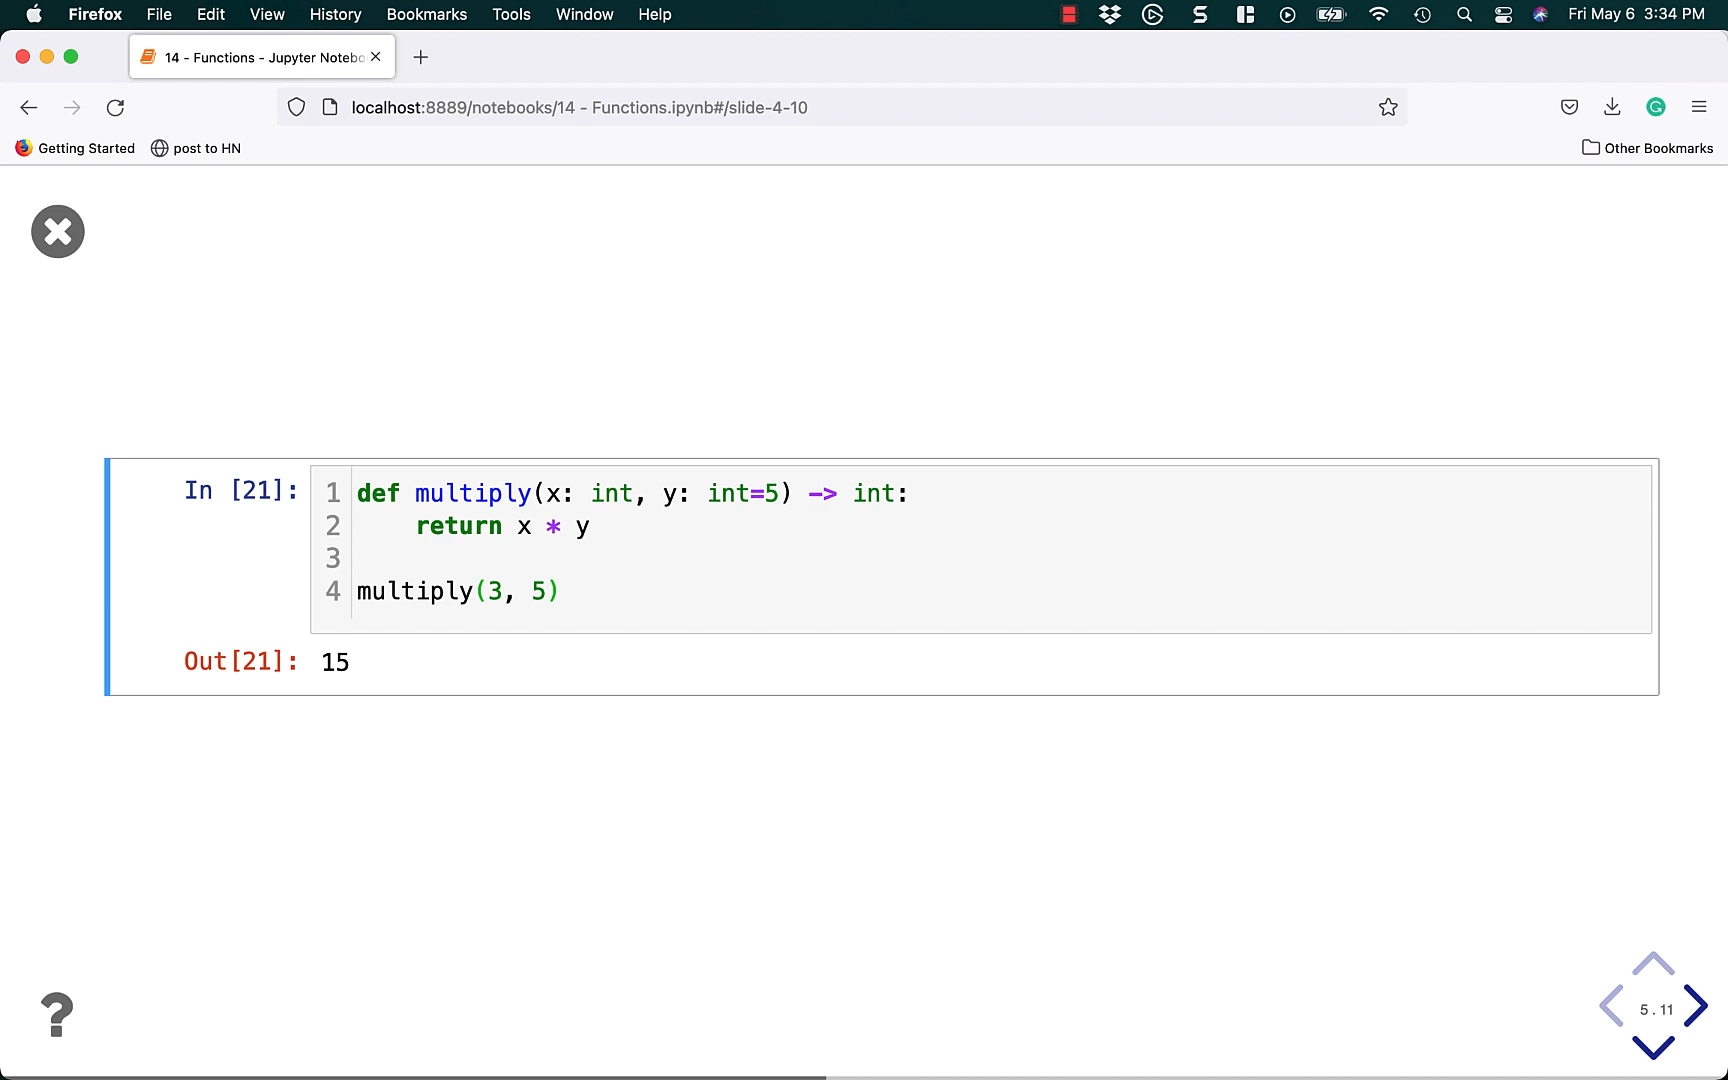 Firefox File Edit View History Bookmarks Tools Window Help Fri May 6 3:34 PM
14 - Functions - Jupyter Notebo
localhost:8889/notebooks/14 - Functions.ipynb#/slide-4-10
Getting Started post to HN Other Bookmarks
In [21]: 1 def multiply(x: int, y: int=5) -> int:
2 return x * y
3
4 multiply(3, 5)
Out[21]: 15
?
5 . 11